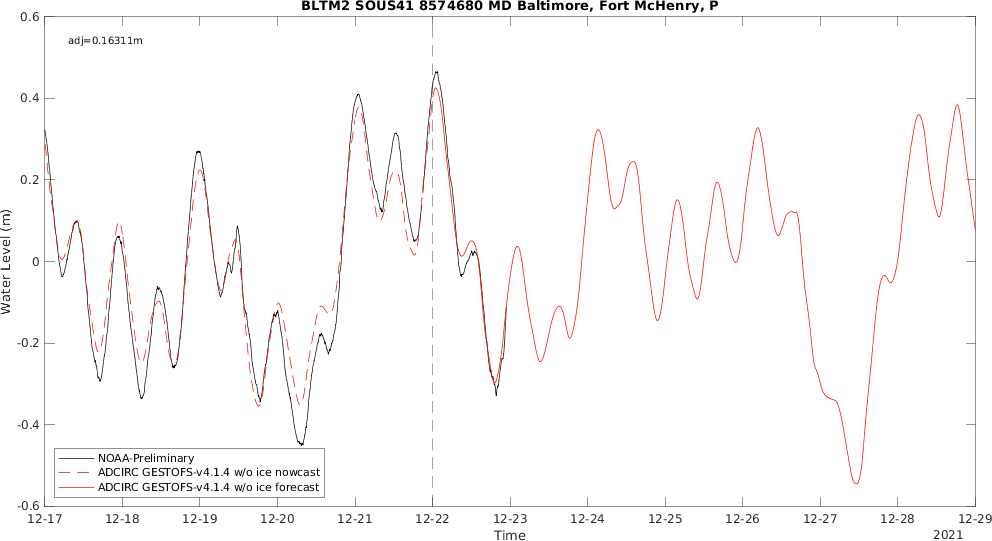 BLTM2 SOUS41 8574680 MD Baltimore, Fort McHenry, P
adj=0.16311m
0.6
0.4
0.2
0
-0.2
-0.4
-0.6
Water Level (m)
NOAA-Preliminary
ADCIRC GESTOFS-v4.1.4 w/o ice nowcast
ADCIRC GESTOFS-v4.1.4 w/o ice forecast
12-17 12-18 12-19 12-20 12-21 12-22 12-23 12-24 12-25 12-26 12-27 12-28 12-29
Time
2021